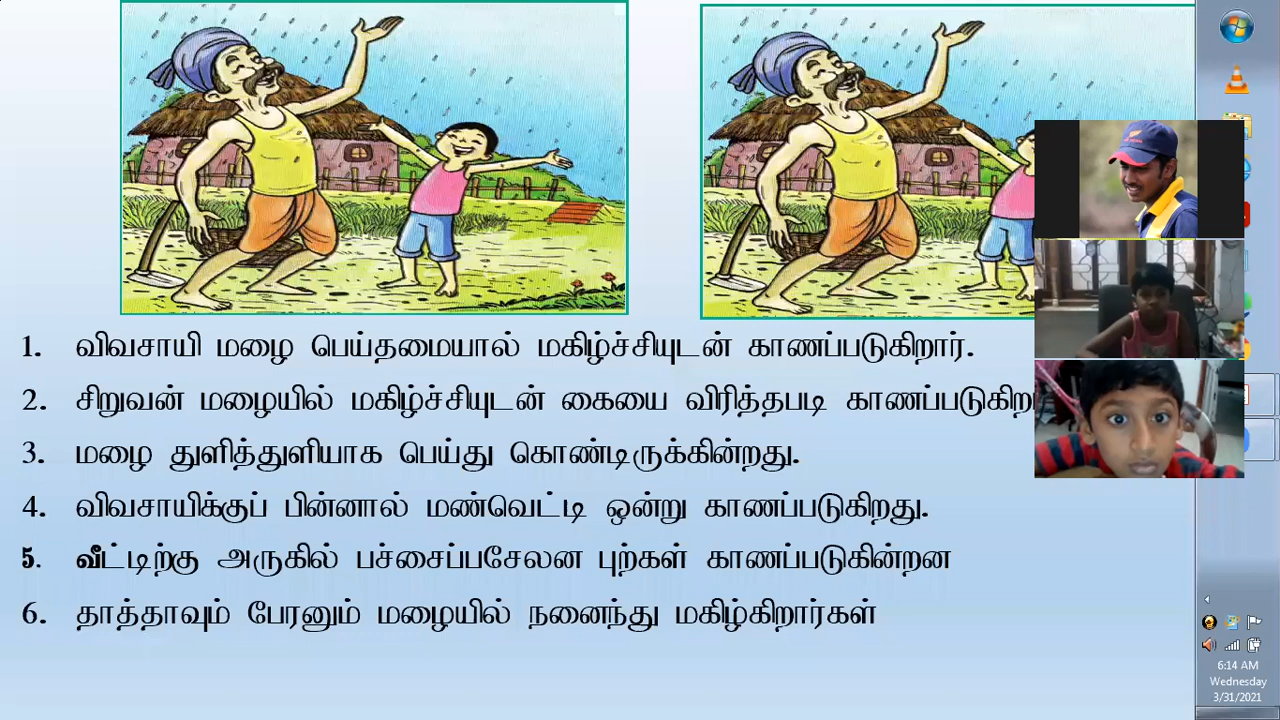 1. விவசாயி மழை பெய்தமையால் மகிழ்ச்சியுடன் காணப்படுகிறார்.
2. சிறுவன் மழையில் மகிழ்ச்சியுடன் கையை விரித்தபடி
3. மழை துளித்துளியாக பெய்து கொண்டிருக்கின்றது.
4. விவசாயிக்குப் பின்னால் மண்வெட்டி ஒன்று காணப்படுகிறது.
5. வீட்டிற்கு அருகில் பச்சைப்பசேலன புற்கள் காணப்படுகின்றன
6. தாத்தாவும் பேரனும் மழையில் நனைந்து மகிழ்கிறார்கள்
6:14 AM
Wednesday
3/31/2021